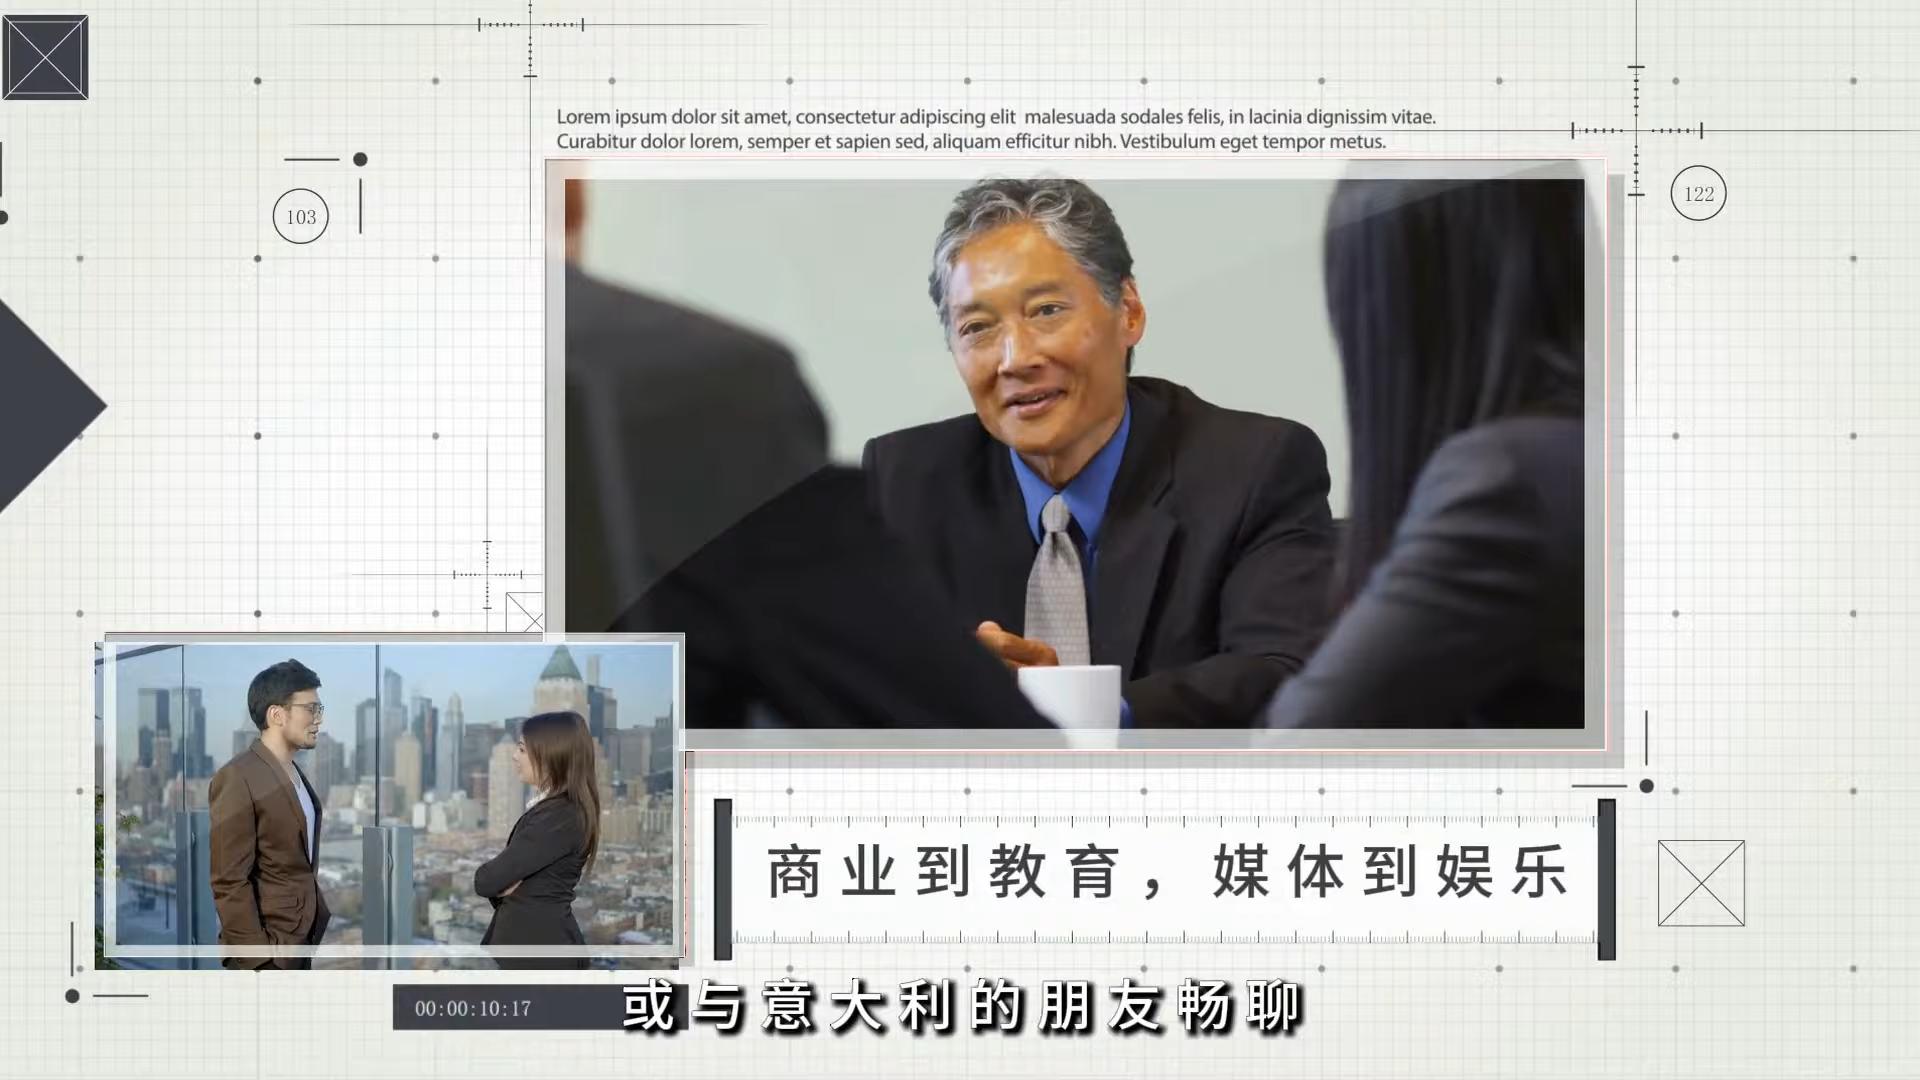 Lorem ipsum dolor sit amet, consectetur adipiscing elit malesuada sodales felis, in lacinia dignissim vitae.
Curabitur dolor lorem, semper et sapien sed, aliquam efficitur nibh. Vestibulum eget tempor metus.
103
122
商业到教育，媒体到娱乐
00:00:10:17
或与意大利的朋友畅聊